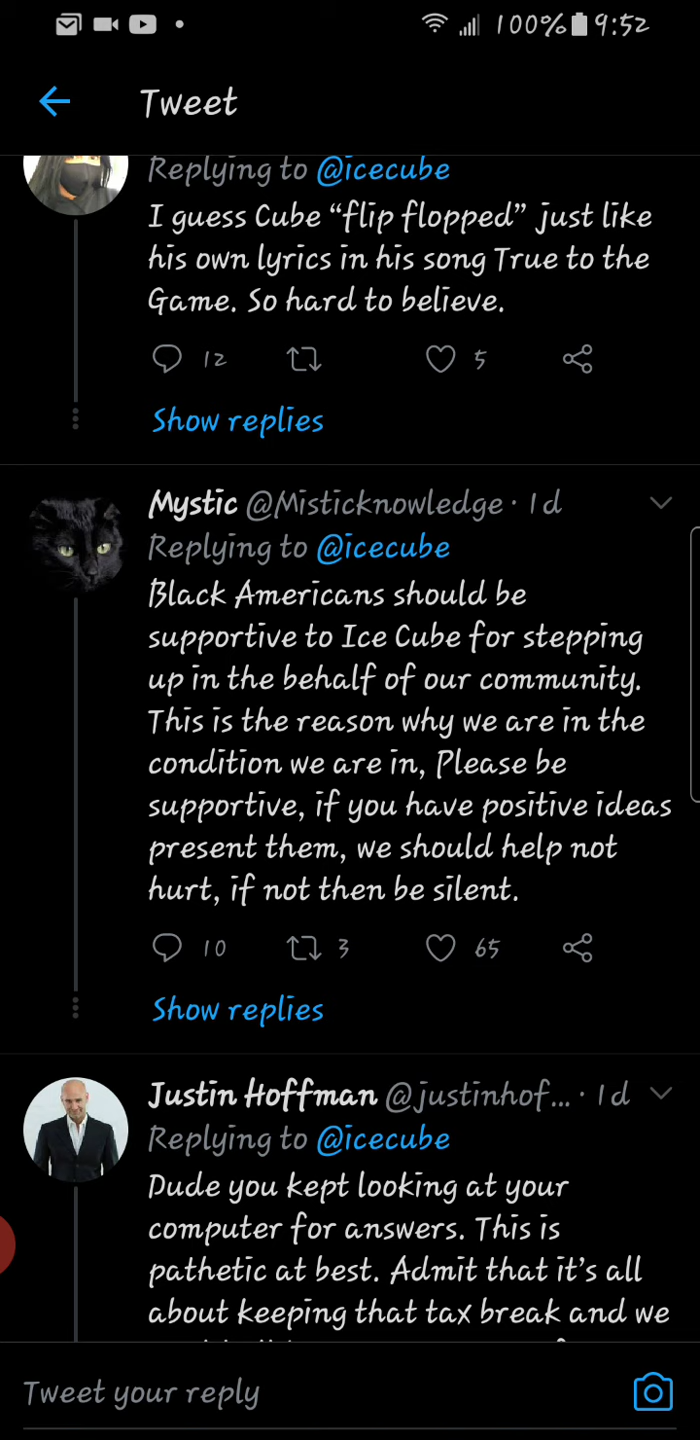 100% 9:52
Tweet
Replying to @icecube
I guess Cube “flip flopped” just like
his own lyrics in his song True to the
Game. So hard to believe.
12 5
Show replies
Mystic @Misticknowledge · 1d
Replying to @icecube
Black Americans should be
supportive to Ice Cube for stepping
up in the behalf of our community.
This is the reason why we are in the
condition we are in, Please be
supportive, if you have positive ideas
present them, we should help not
hurt, if not then be silent.
10 3 65
Show replies
Justin Hoffman @justinhof... · 1d
Replying to @icecube
Dude you kept looking at your
computer for answers. This is
pathetic at best. Admit that it’s all
about keeping that tax break and we
Tweet your reply